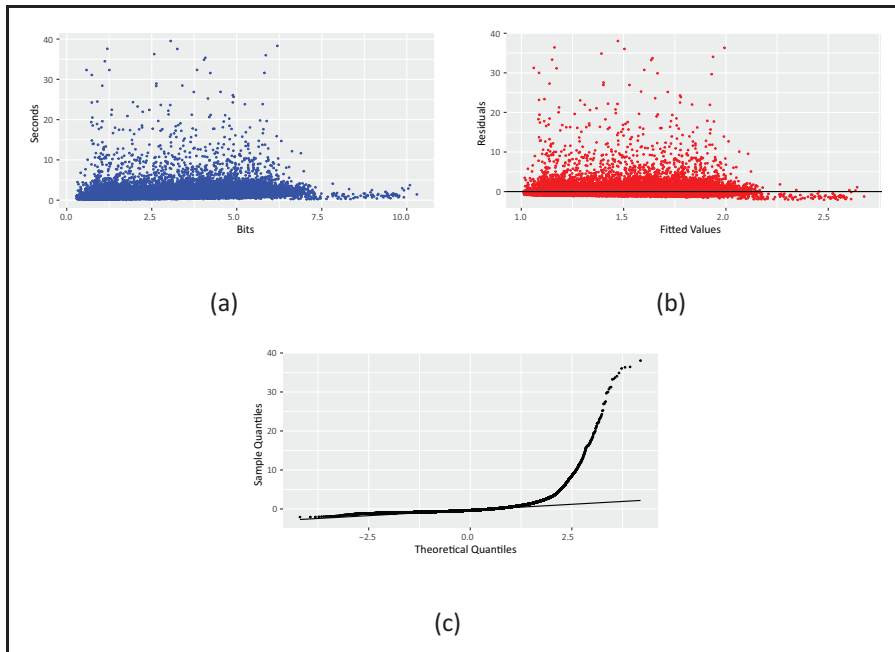 40
30
20
10
0
Seconds
0.0 2.5 5.0 7.5 10.0
Bits
(a)
40
30
20
10
0
Residuals
1.0 1.5 2.0 2.5
Fitted Values
(b)
40
30
20
10
0
Sample Quantiles
−2.5 0.0 2.5
Theoretical Quantiles
(c)